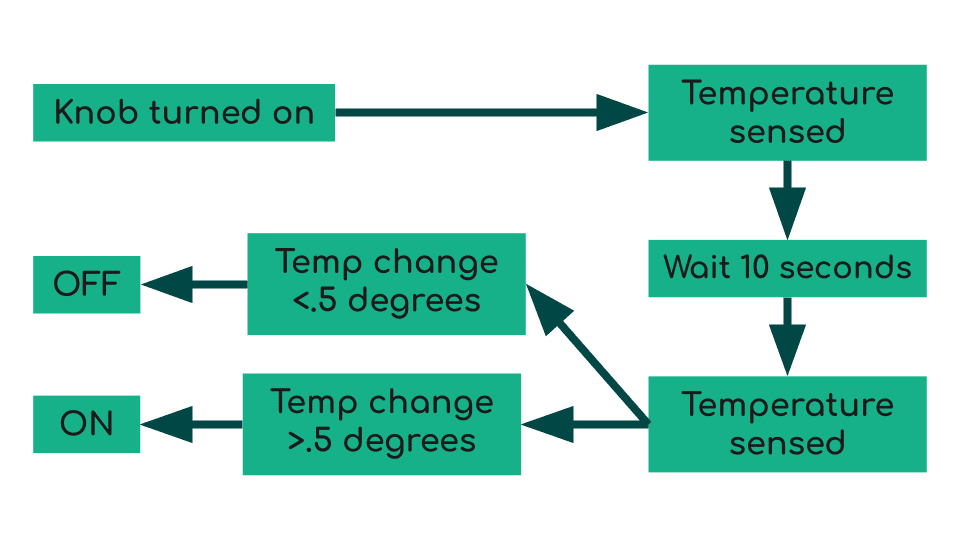 Knob turned on
Temperature
sensed
Wait 10 seconds
Temperature
sensed
Temp change
<.5 degrees
OFF
Temp change
>.5 degrees
ON